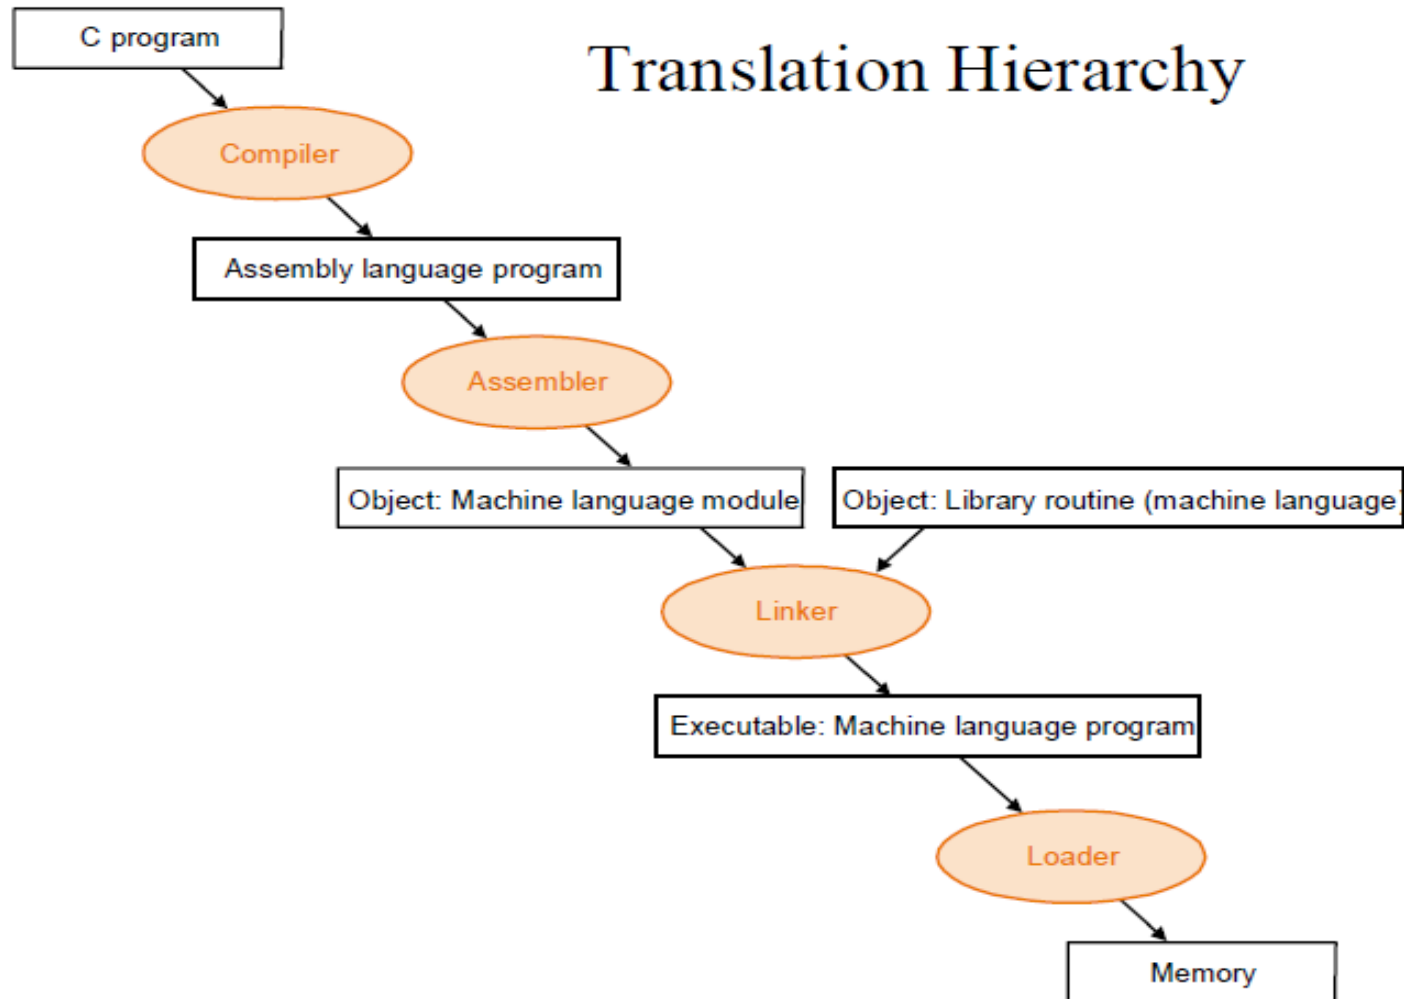 C program
Translation Hierarchy
Compiler
Assembly language program
Assembler
Object: Machine language module
Object: Library routine (machine language)
Linker
Executable: Machine language program
Loader
Memory